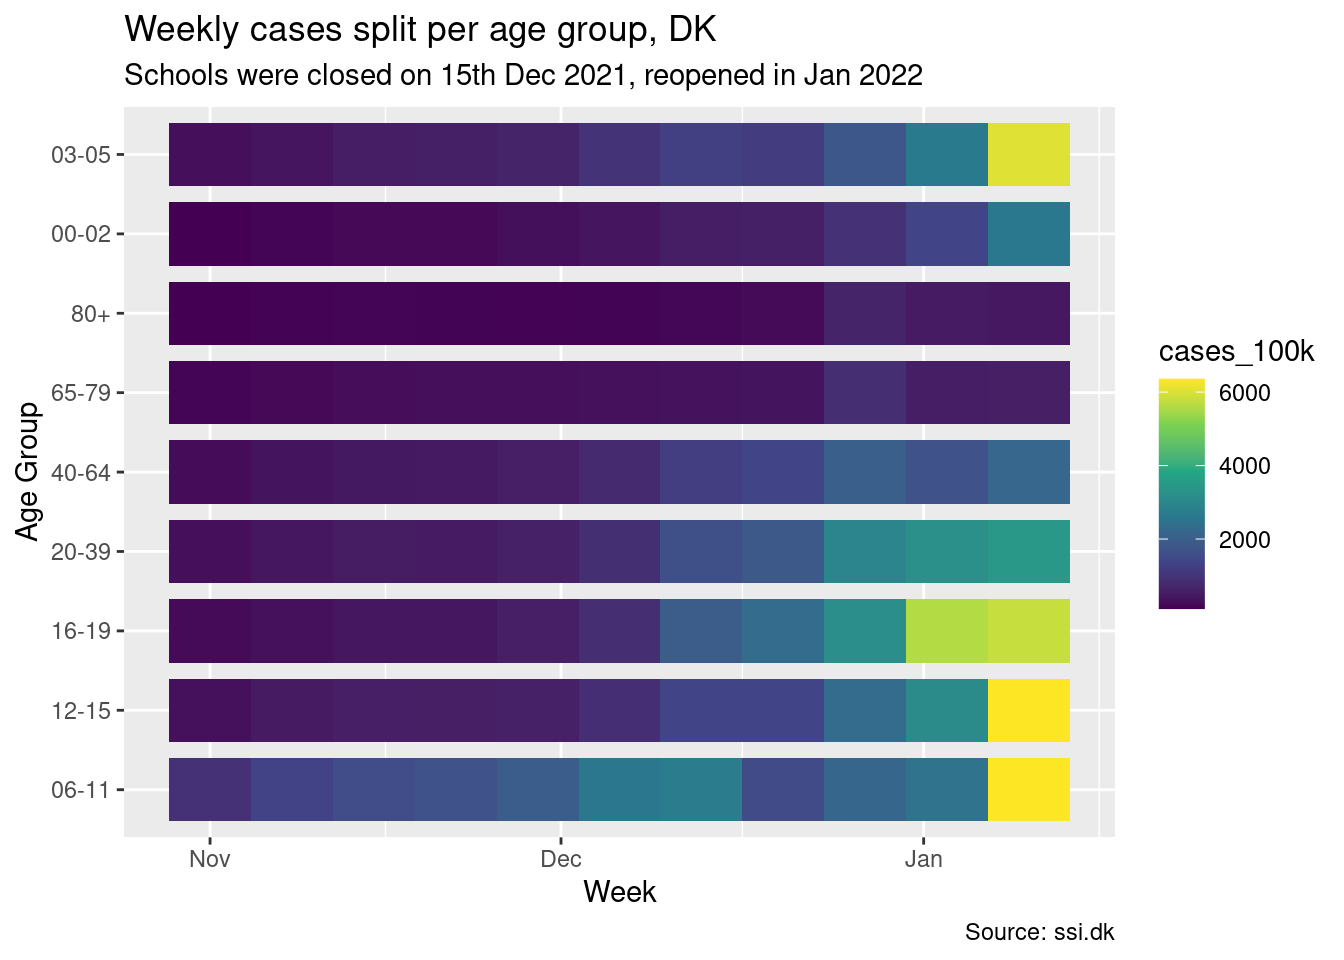 Weekly cases split per age group, DK
Schools were closed on 15th Dec 2021, reopened in Jan 2022
03-05
00-02
80+
65-79
40-64
20-39
16-19
12-15
06-11
Age Group
Nov
Dec
Jan
Week
cases_100k
6000
4000
2000
Source: ssi.dk